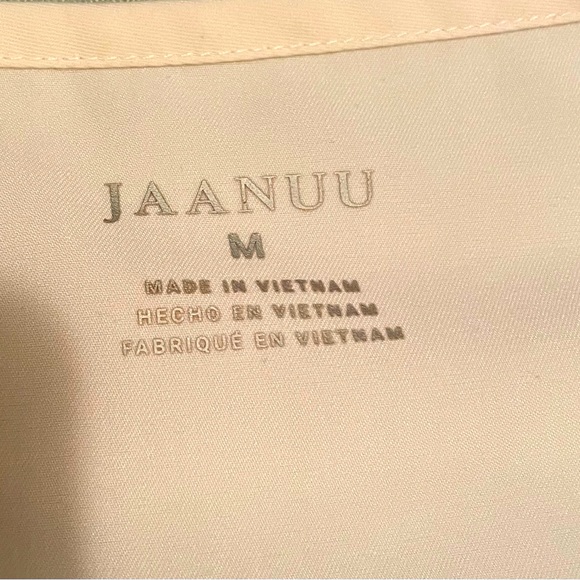 JAANUU
M
MADE IN VIETNAM
HECHO EN VIETNAM
FABRIQUÉ EN VIETNAM